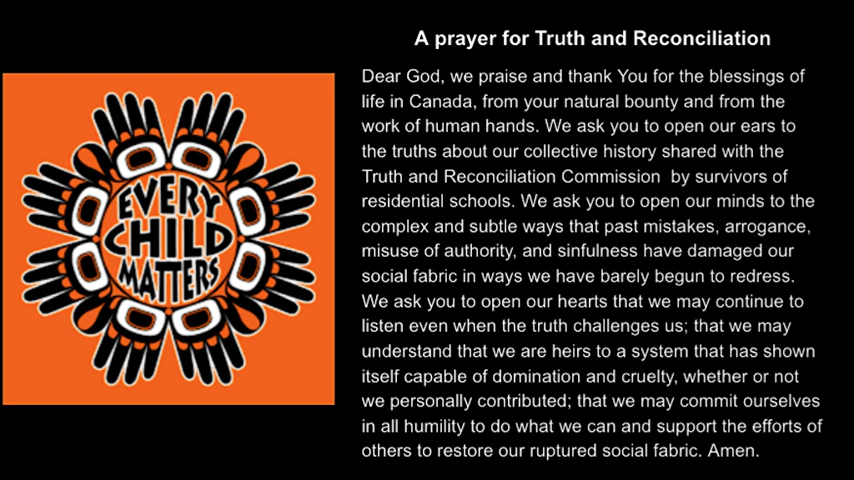 EVERY
CHILD
MATTERS
A prayer for Truth and Reconciliation
Dear God, we praise and thank You for the blessings of
life in Canada, from your natural bounty and from the
work of human hands. We ask you to open our ears to
the truths about our collective history shared with the
Truth and Reconciliation Commission  by survivors of
residential schools. We ask you to open our minds to the
complex and subtle ways that past mistakes, arrogance,
misuse of authority, and sinfulness have damaged our
social fabric in ways we have barely begun to redress.
We ask you to open our hearts that we may continue to
listen even when the truth challenges us; that we may
understand that we are heirs to a system that has shown
itself capable of domination and cruelty, whether or not
we personally contributed; that we may commit ourselves
in all humility to do what we can and support the efforts of
others to restore our ruptured social fabric. Amen.